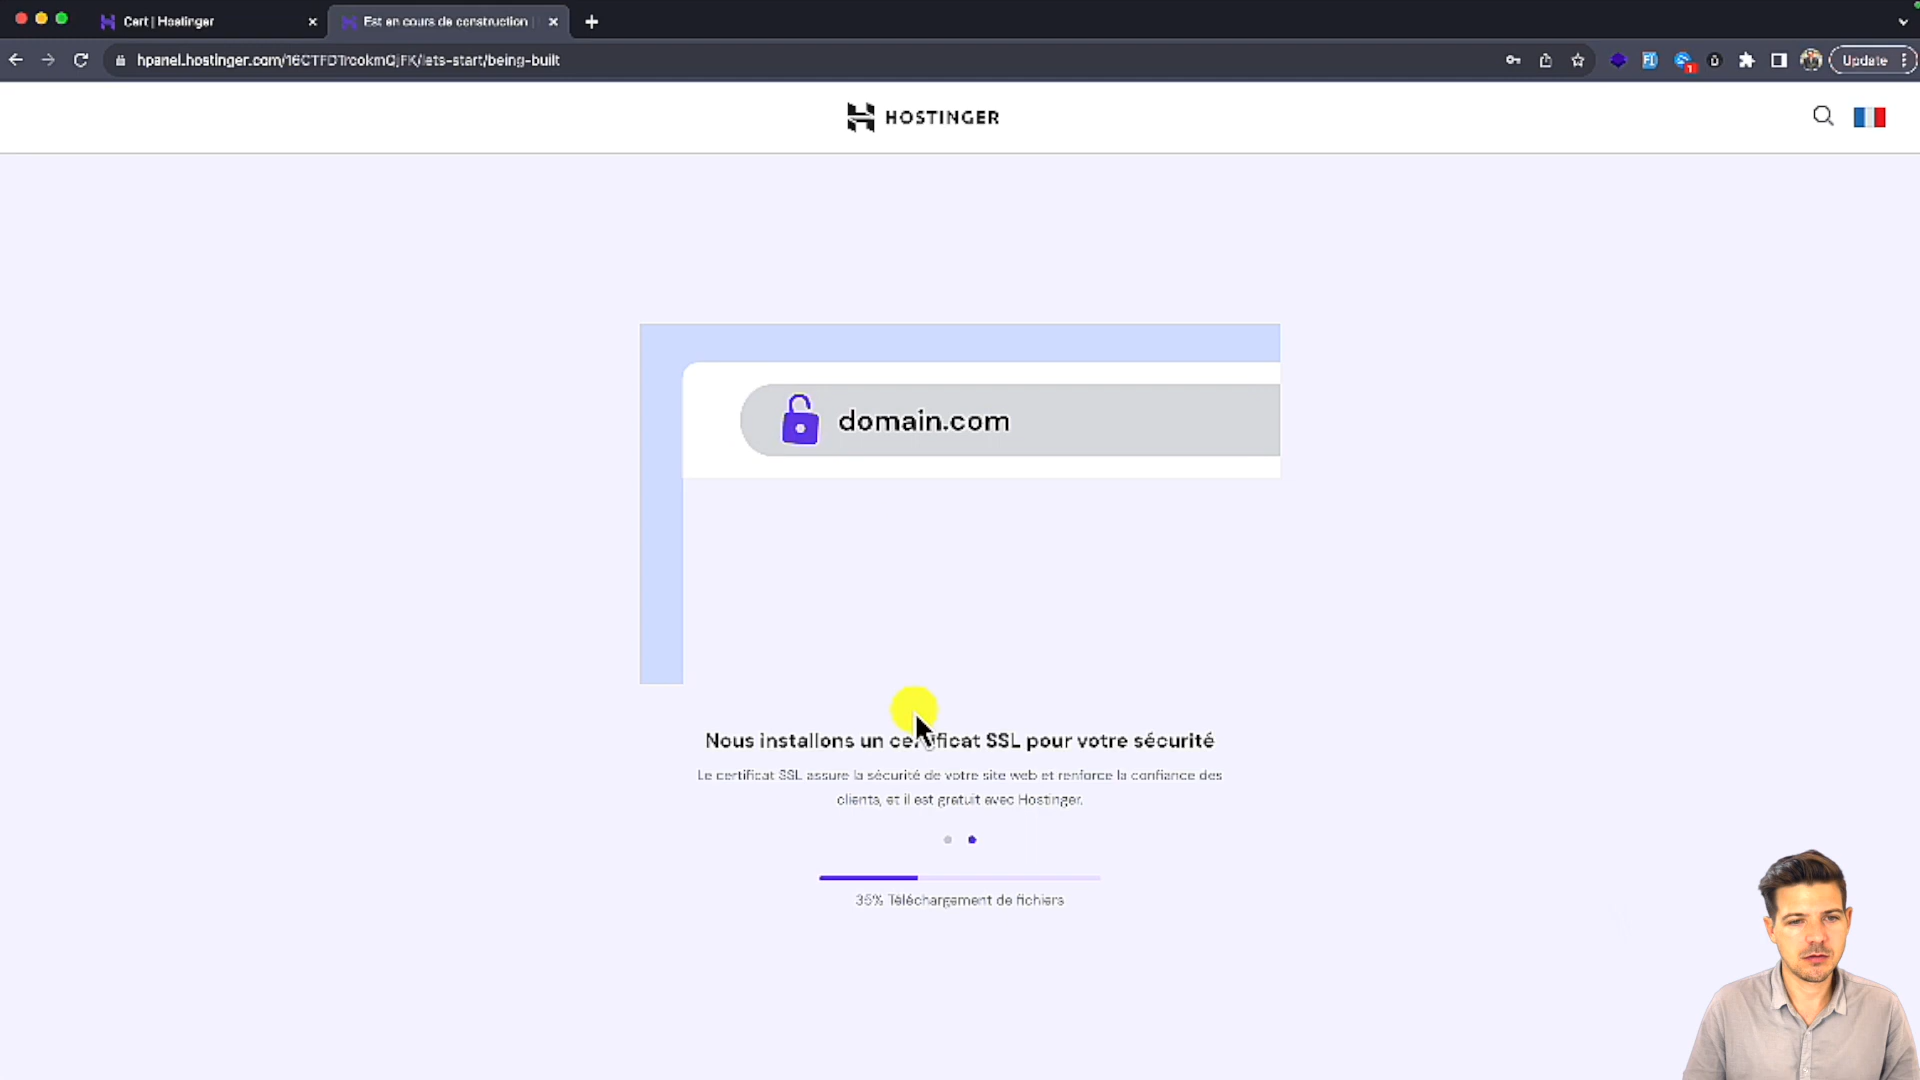 Cart | Hostinger
Est en cours de construction |
hpanel.hostinger.com/16CTFDTrookmQjFK/lets-start/being-built
Update
HOSTINGER
domain.com
Nous installons un certificat SSL pour votre sécurité
Le certificat SSL assure la sécurité de votre site web et renforce la confiance des
clients, et il est gratuit avec Hostinger.
35% Téléchargement de fichiers